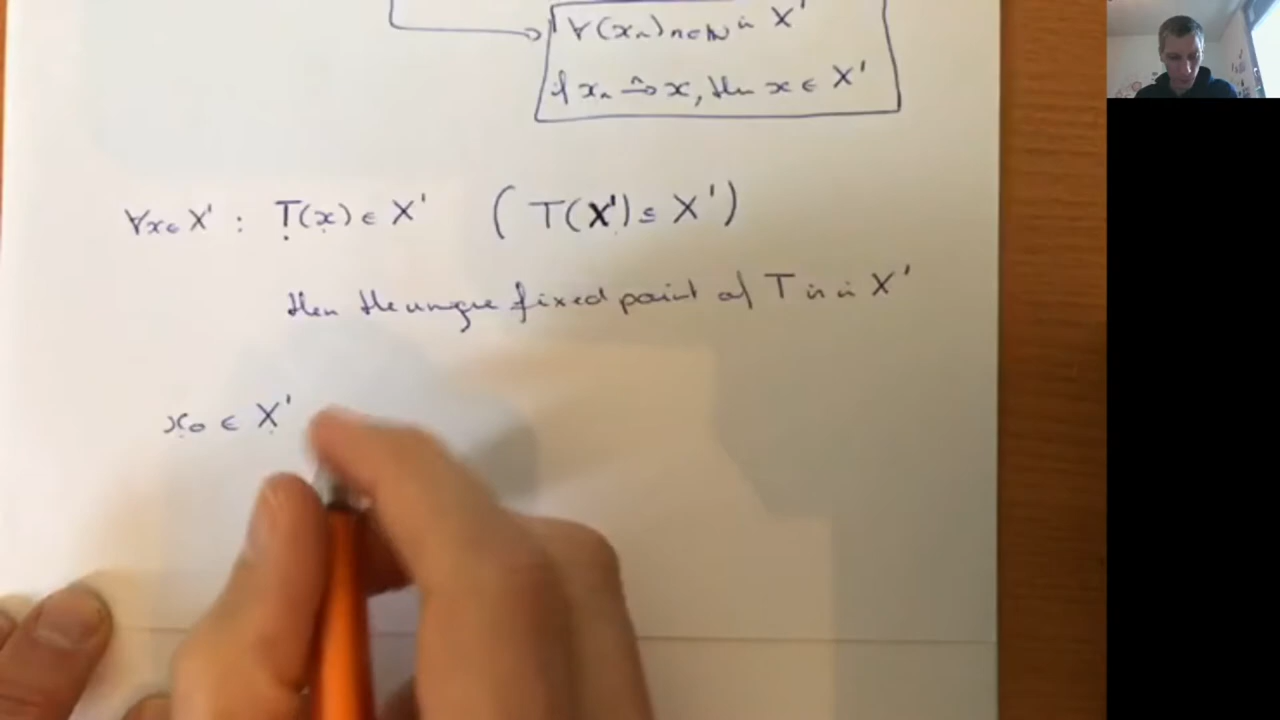 ∀(xₙ)ₙ∈ℕ in X'
if xₙ → x, then x ∈ X'
∀x∈X' : T(x) ∈ X' ( T(X') ⊆ X' )
then the unique fixed point of T is in X'
x₀ ∈ X'